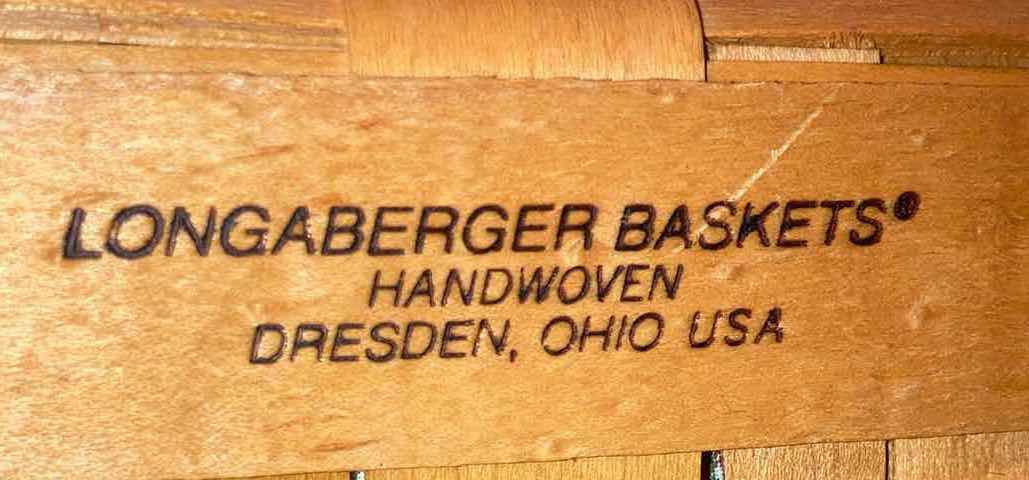 LONGABERGER BASKETS®
HANDWOVEN
DRESDEN, OHIO USA